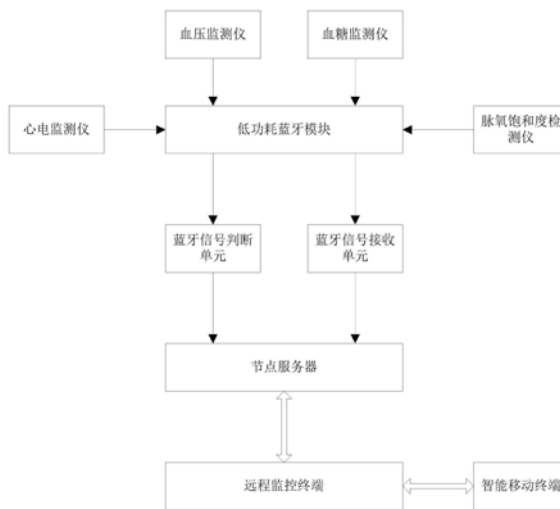 血压监测仪
血糖监测仪
心电监测仪
低功耗蓝牙模块
脉氧饱和度检
测仪
蓝牙信号判断
单元
蓝牙信号接收
单元
节点服务器
远程监控终端
智能移动终端